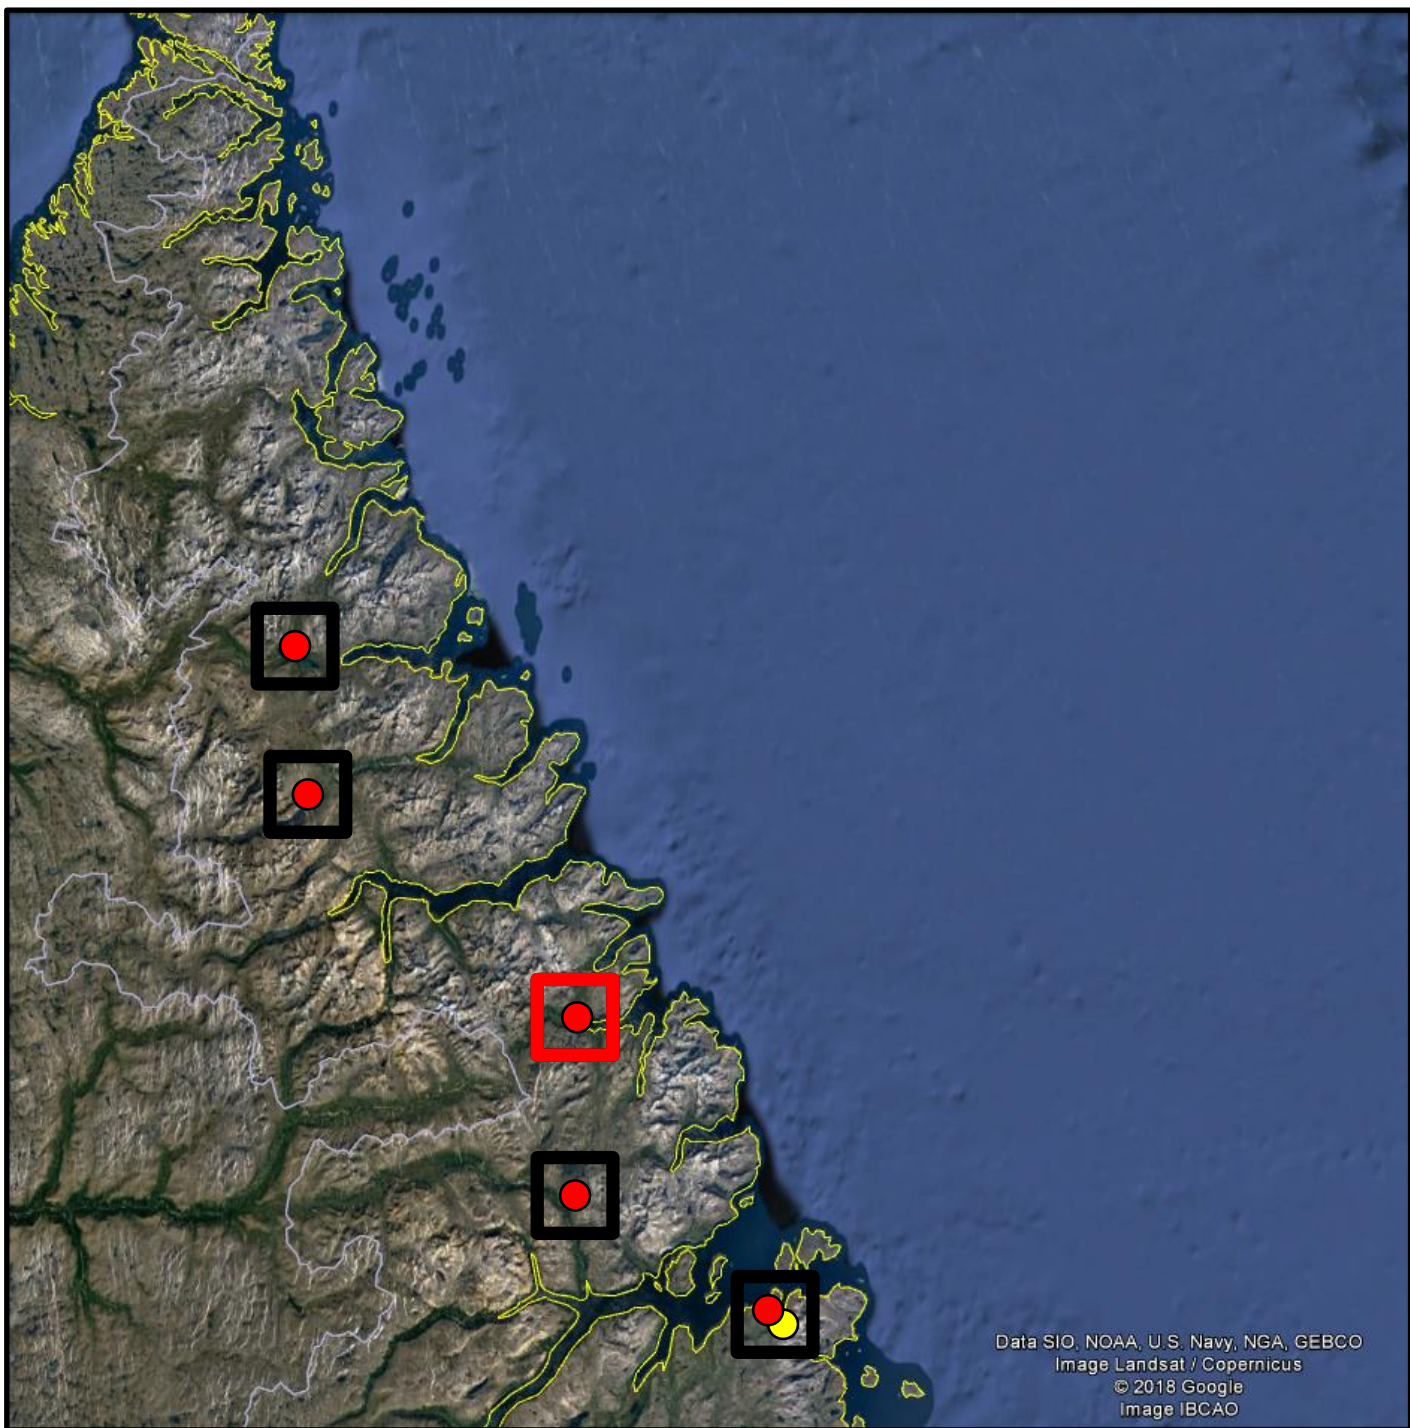 Data SIO, NOAA, U.S. Navy, NGA, GEBCO
Image Landsat / Copernicus
© 2018 Google
Image IBCAO